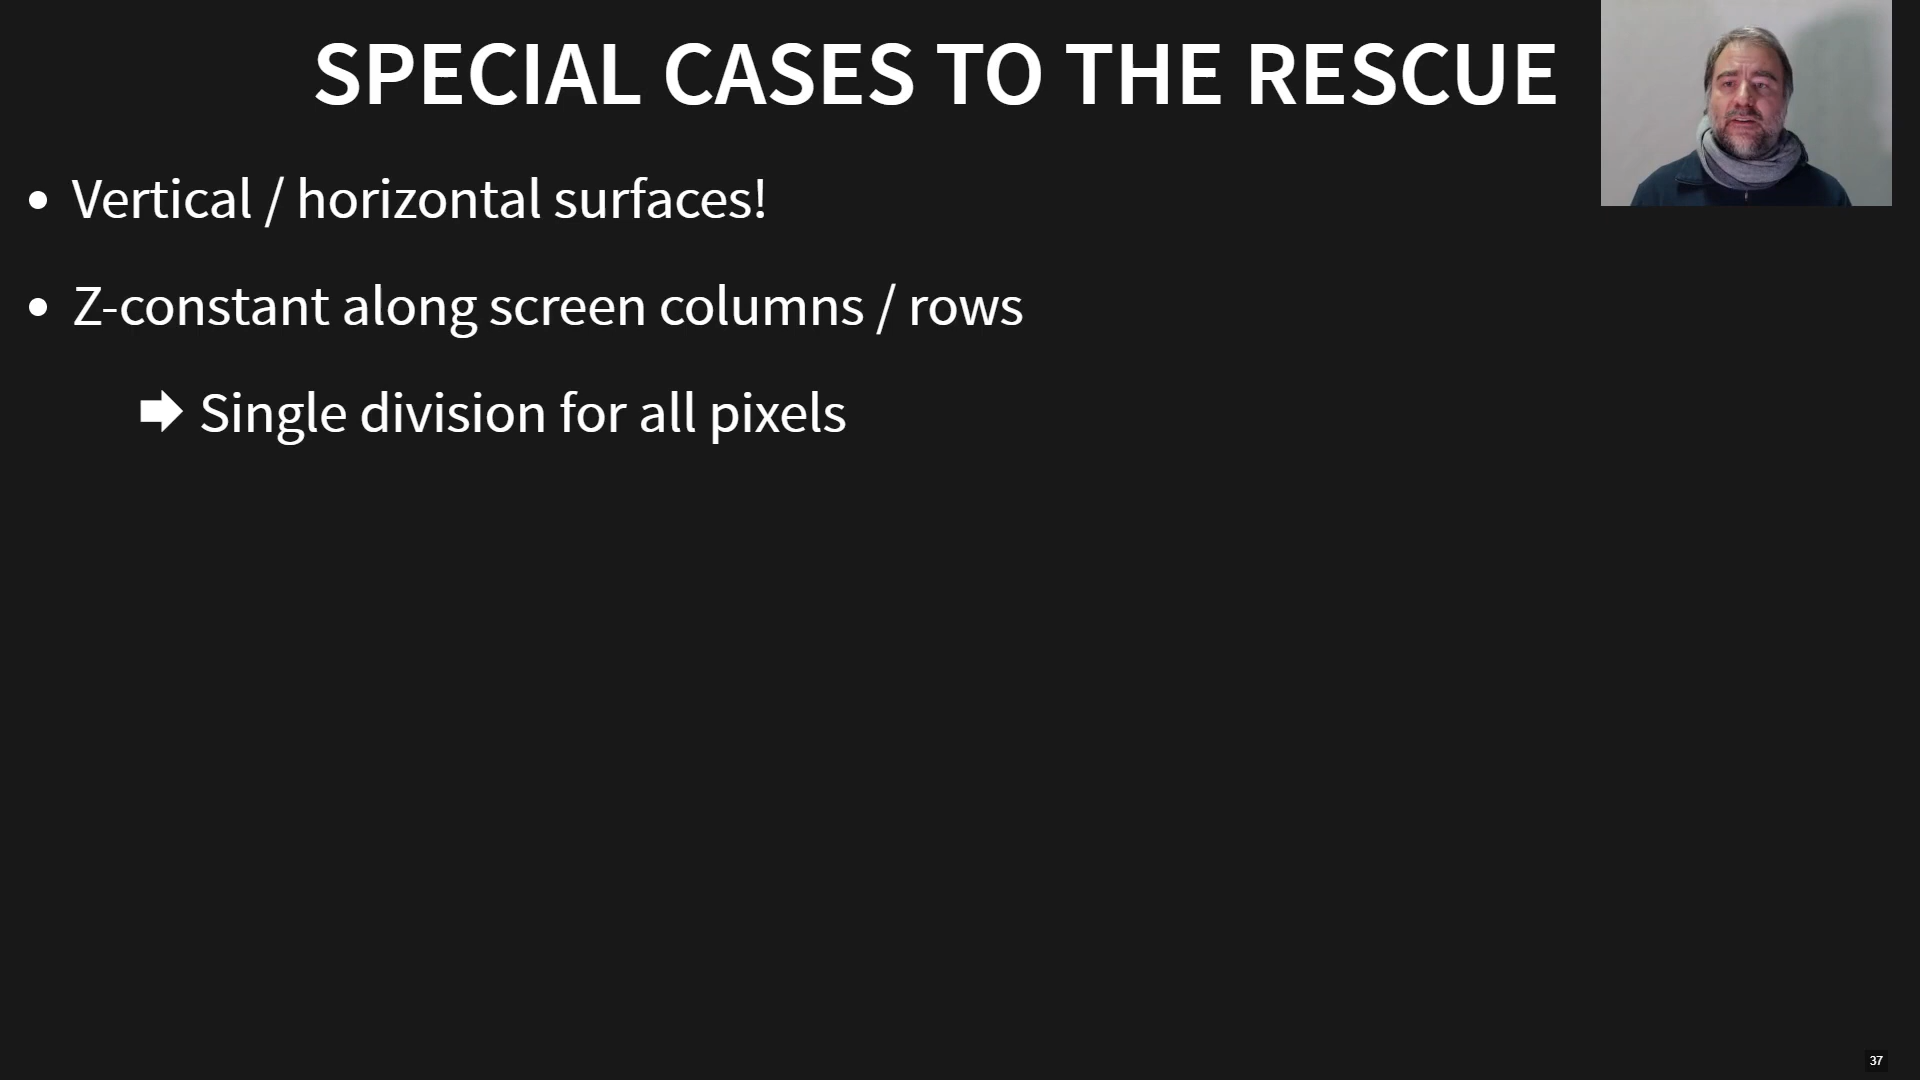 SPECIAL CASES TO THE RESCUE
• Vertical / horizontal surfaces!
• Z-constant along screen columns / rows
🡆 Single division for all pixels
37